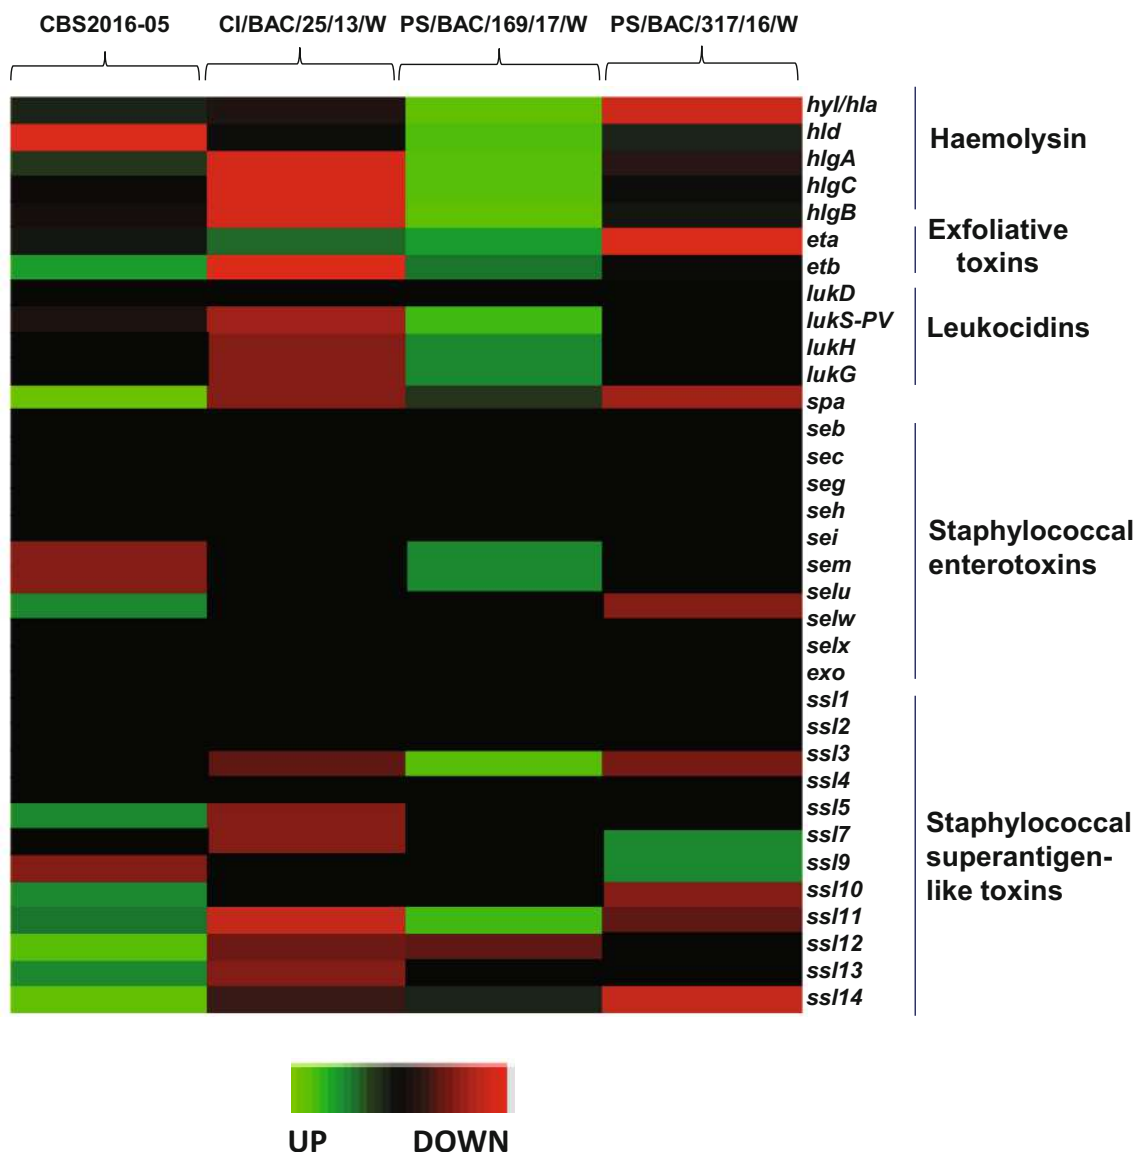 CBS2016-05 CI/BAC/25/13/W PS/BAC/169/17/W PS/BAC/317/16/W
hyl/hla
hld
hlgA
hlgC
hlgB
eta
etb
lukD
lukS-PV
lukH
lukG
spa
seb
sec
seg
seh
sei
sem
selu
selw
selx
exo
ssl1
ssl2
ssl3
ssl4
ssl5
ssl7
ssl9
ssl10
ssl11
ssl12
ssl13
ssl14
Haemolysin
Exfoliative
toxins
Leukocidins
Staphylococcal
enterotoxins
Staphylococcal
superantigen-
like toxins
UP DOWN